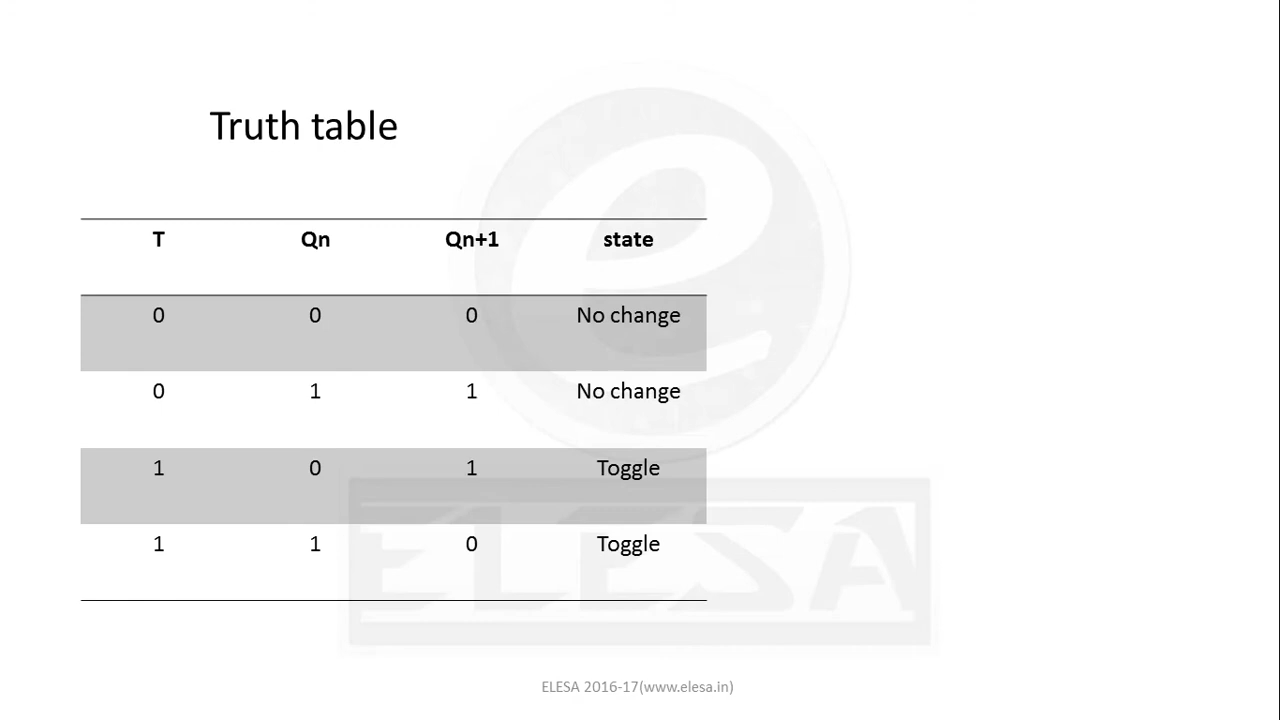 Truth table
T Qn Qn+1 state
0 0 0 No change
0 1 1 No change
1 0 1 Toggle
1 1 0 Toggle
e
ELESA
ELESA 2016-17(www.elesa.in)